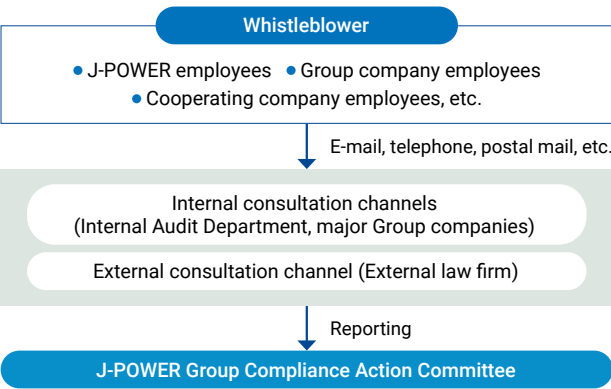 Whistleblower
● J-POWER employees ● Group company employees
● Cooperating company employees, etc.
E-mail, telephone, postal mail, etc.
Internal consultation channels
(Internal Audit Department, major Group companies)
External consultation channel (External law firm)
Reporting
J-POWER Group Compliance Action Committee